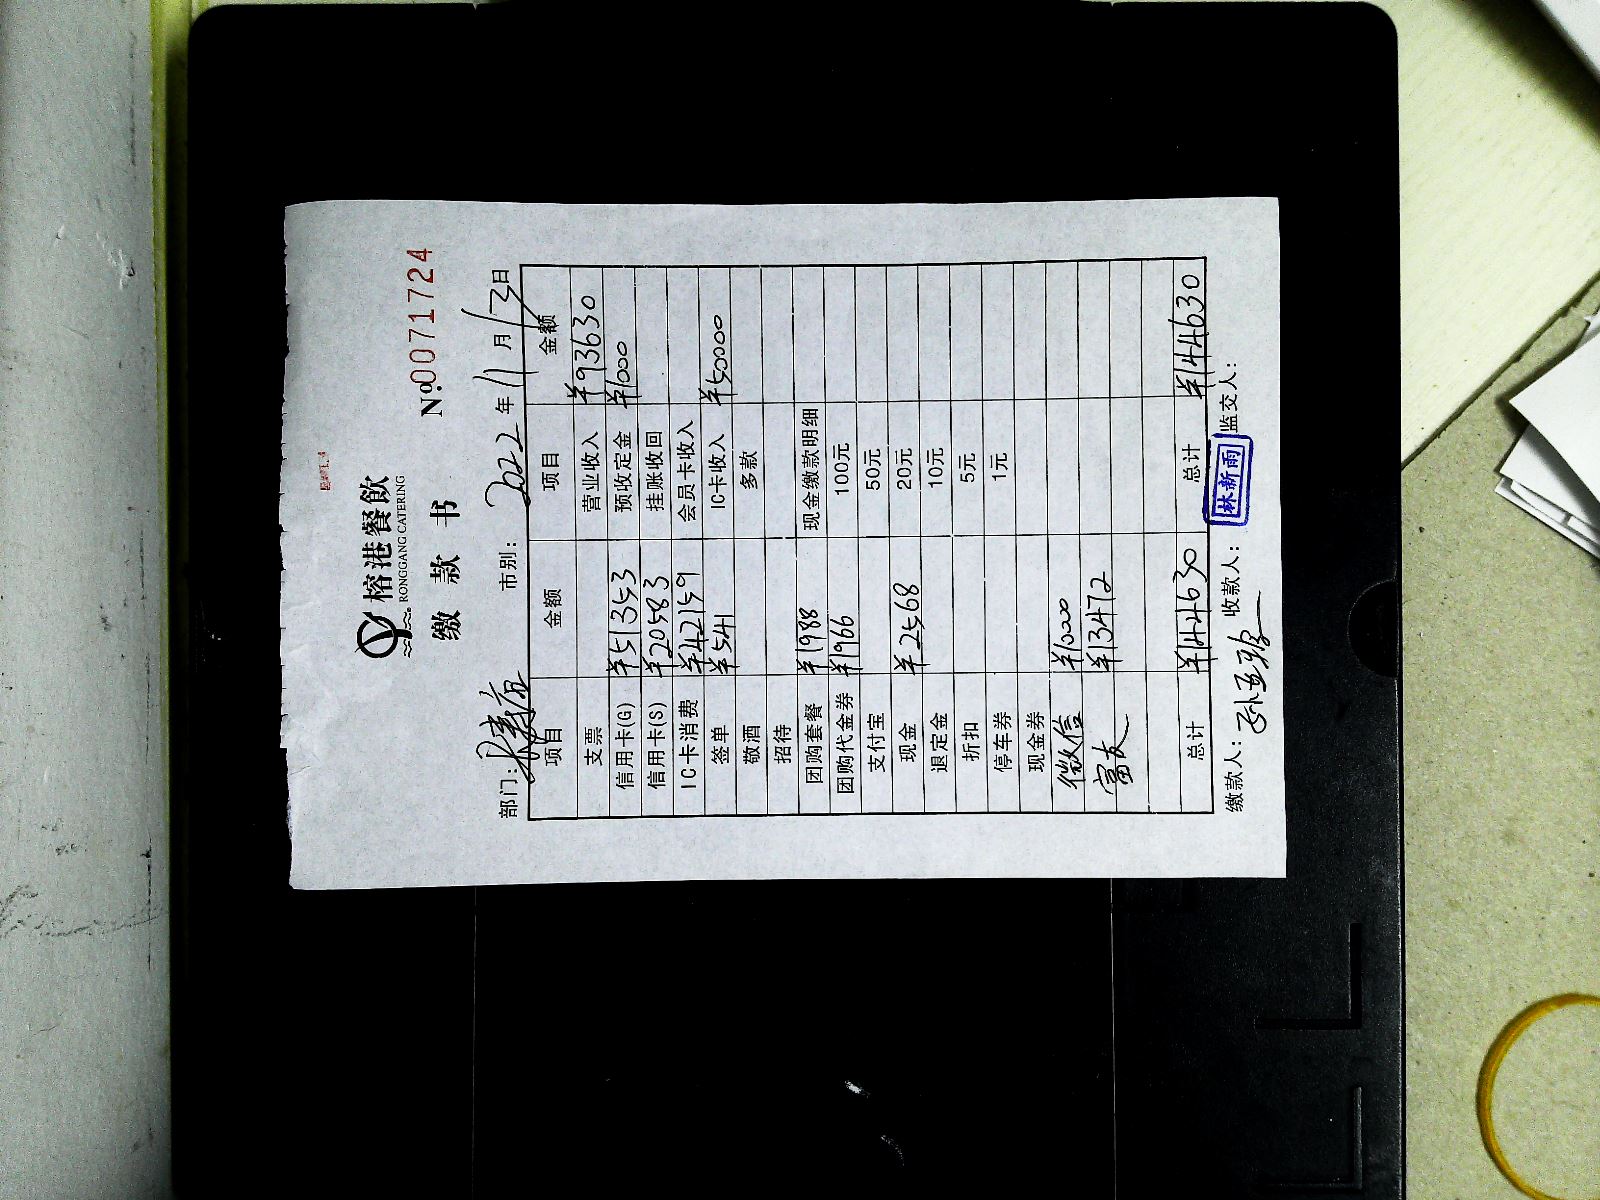 榕港餐飲
RONGGANG CATERING
缴 款 书
№0071724
部门： 市别： 2022 年 11 月 13 日
项目 金额 项目 金额
支票 营业收入 ¥93630
信用卡(G) ¥51353 预收定金 ¥1000
信用卡(S) ¥20583 挂账收回
IC卡消费 ¥42159 会员卡收入
签单 ¥541 IC卡收入 ¥50000
敬酒 多款
招待
团购套餐 ¥1988 现金缴款明细
团购代金券 ¥1966 100元
支付宝 50元
现金 ¥2568 20元
退定金 10元
折扣 5元
停车券 1元
现金券
微信 ¥1000
富友 ¥13472
总计 ¥144630 总计 ¥144630
缴款人： 收款人： 林新雨 监交人：